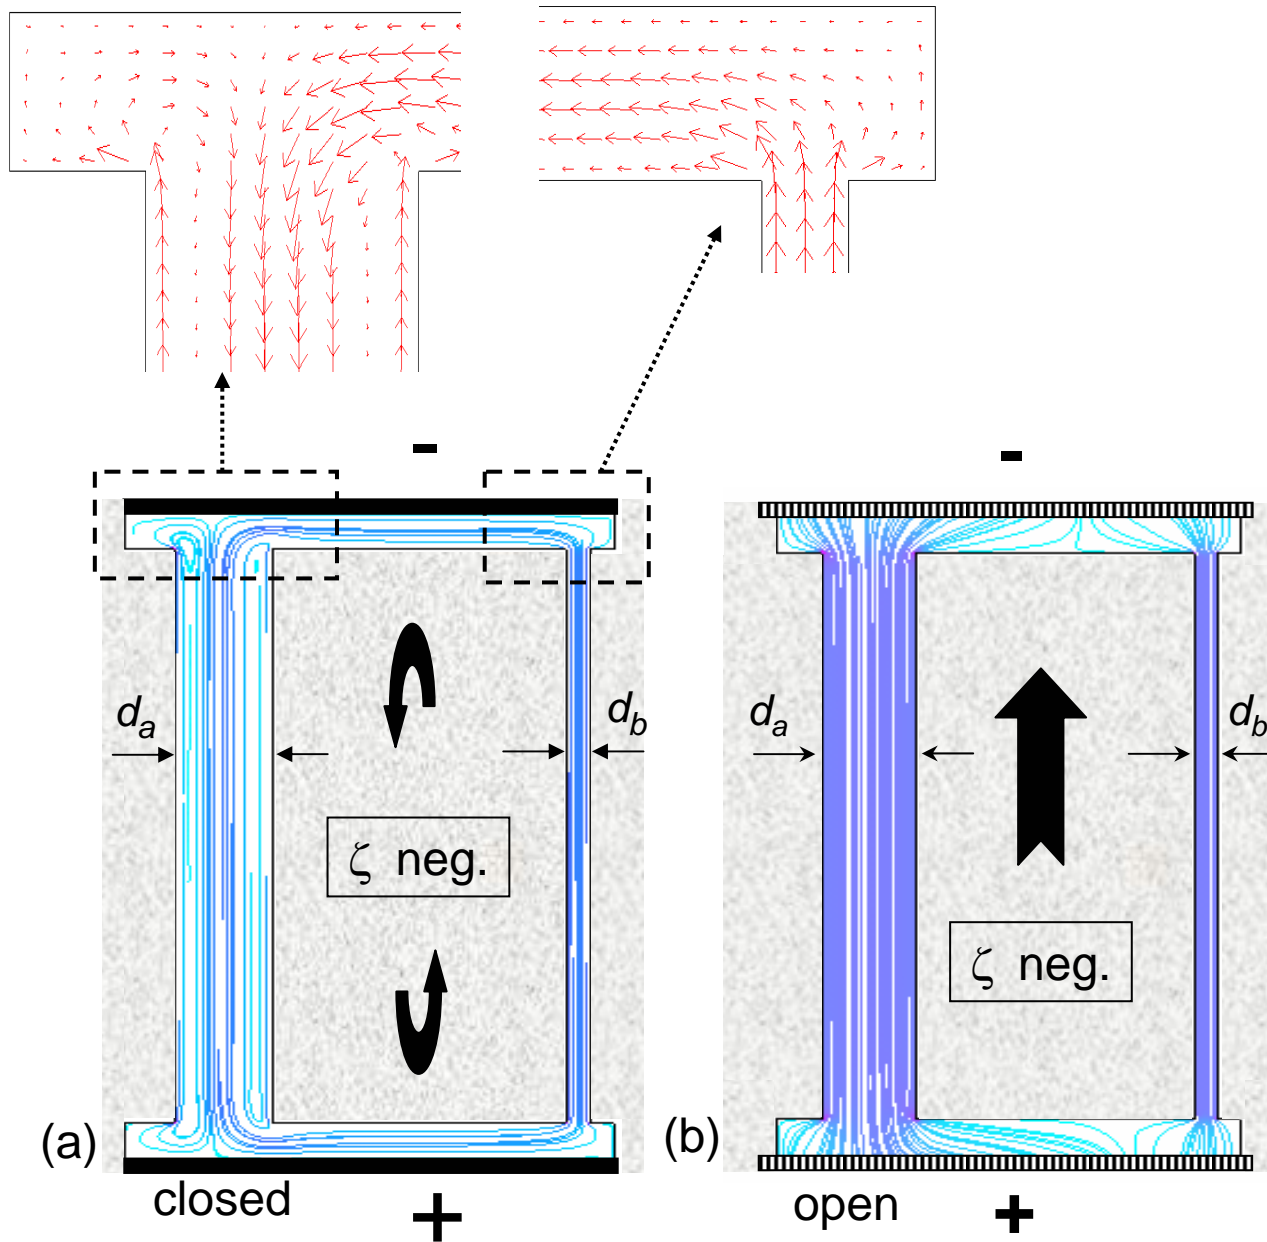 -
-
d_a
d_b
d_a
d_b
ζ neg.
ζ neg.
(a)
(b)
closed
+
open
+